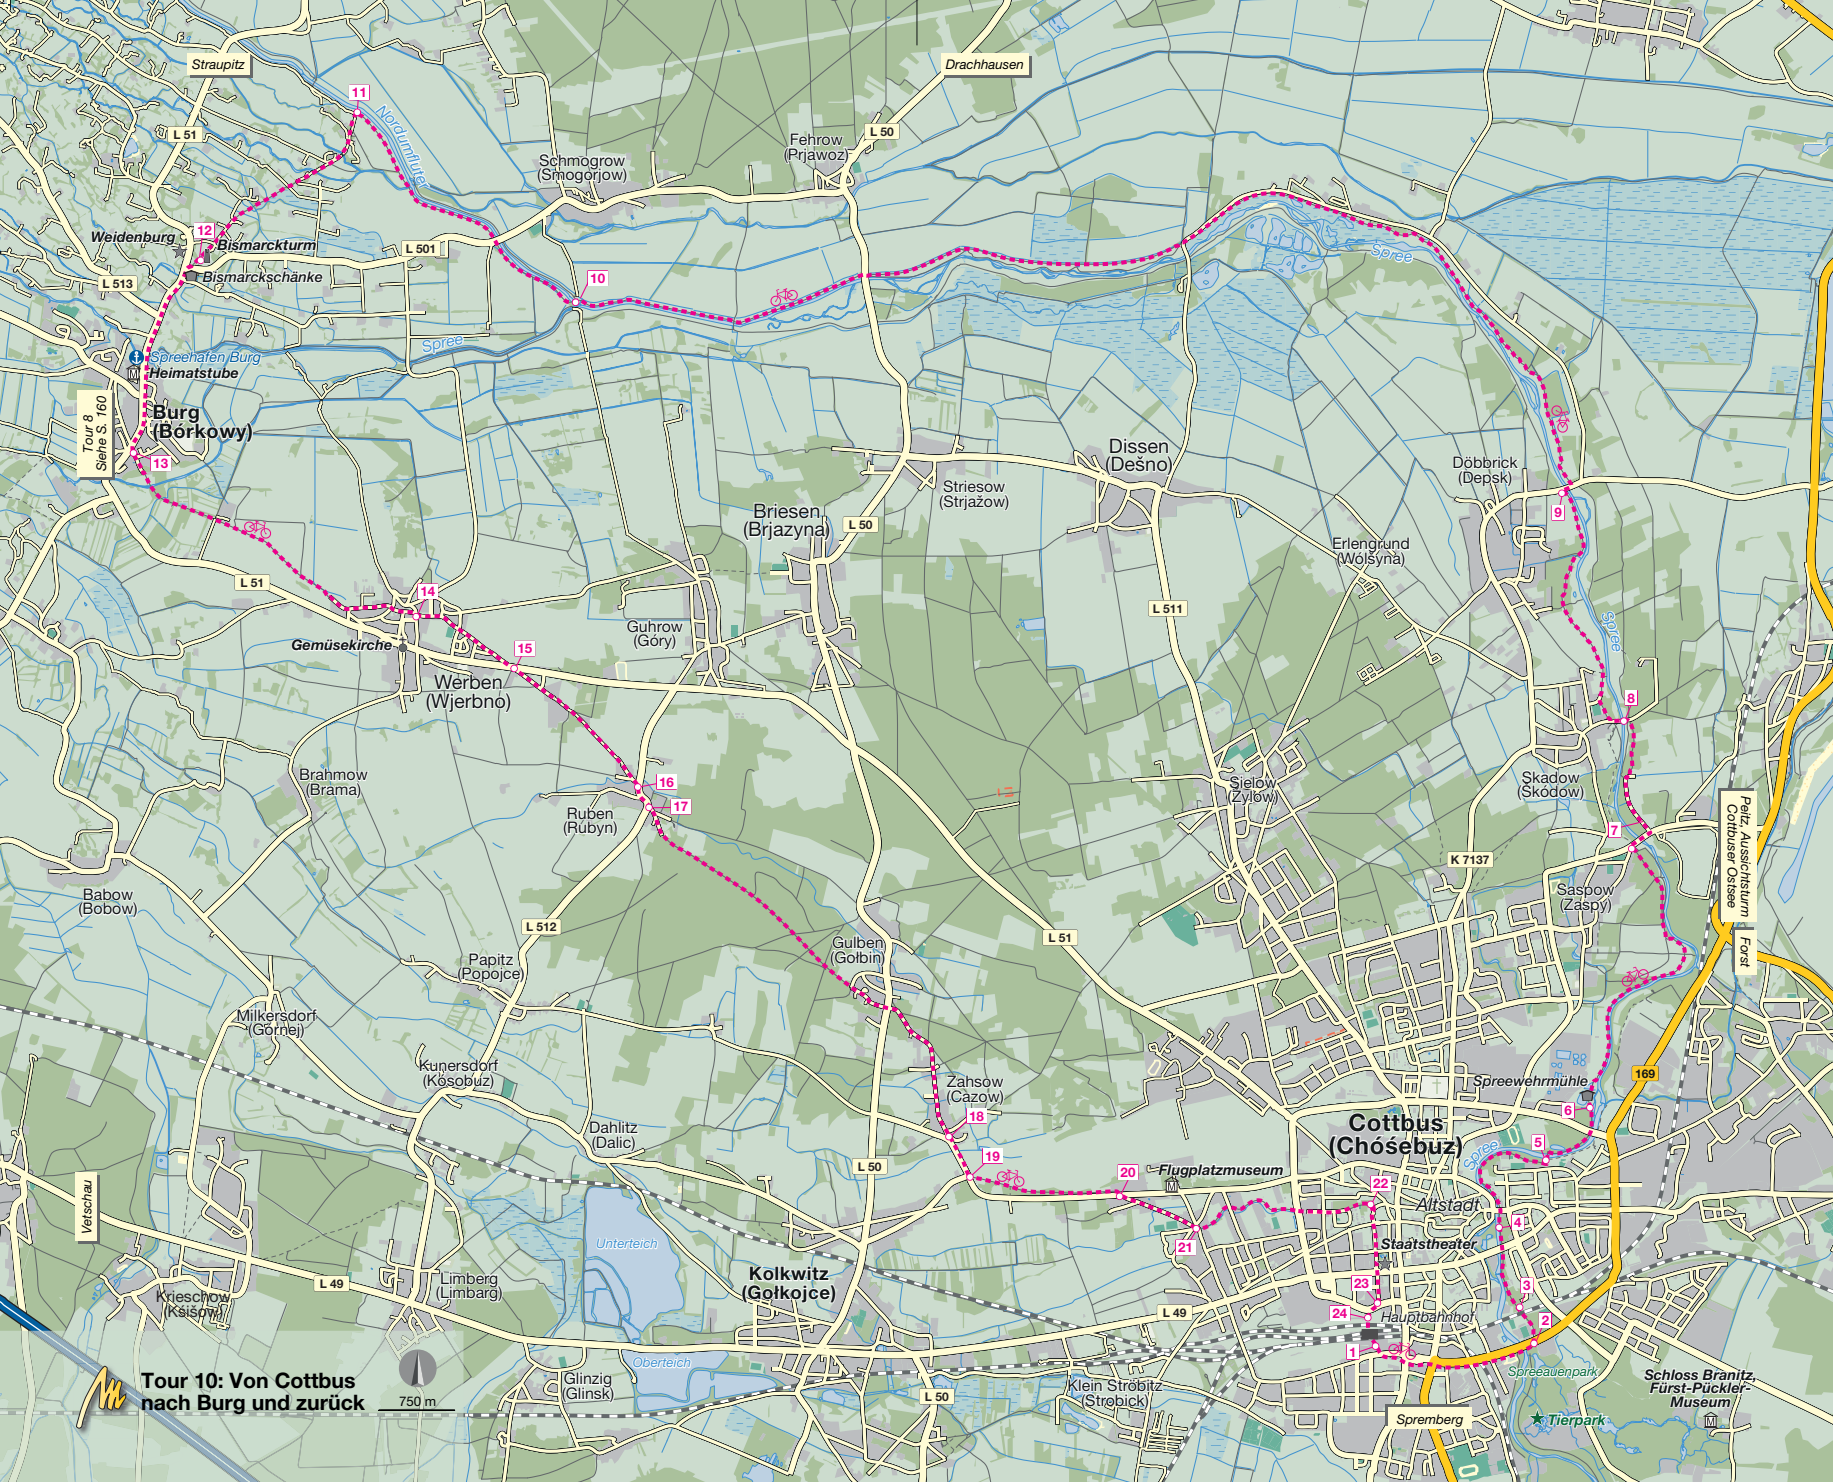 Straupitz
Drachhausen
11
Nordumfluter
L 51
L 50
Fehrow
(Prjawoz)
Schmogrow
(Smogorjow)
12
Weidenburg
Bismarckturm
L 501
Bismarckschänke
L 513
10
Spree
Spree
Spreehafen Burg
M
Heimatstube
Tour 8
Siehe S. 160
Burg
(Bórkowy)
13
Dissen
(Dešno)
Striesow
(Strjažow)
Döbbrick
(Depsk)
9
Briesen
(Brjazyna)
L 50
Erlengrund
(Wólsyna)
L 51
14
L 511
Guhrow
(Góry)
Spree
Gemüsekirche
15
Werben
(Wjerbno)
8
Brahmow
(Brama)
16
17
Ruben
(Rubyn)
Sielow
(Žylow)
Skadow
(Skódow)
7
Peitz, Aussichtsturm
Cottbuser Ostsee
K 7137
Babow
(Bobow)
Saspow
(Zaspy)
L 512
L 51
Gulben
(Gołbin)
Forst
Papitz
(Popojce)
Milkersdorf
(Górnej)
Kunersdorf
(Kósobuz)
Zahsow
(Cazow)
169
Spreewehrmühle
6
18
Cottbus
(Chóśebuz)
Dahlitz
(Dalic)
5
Spree
19
L 50
20
Flugplatzmuseum
M
22
Vetschau
Altstadt
4
21
Staatstheater
Unterteich
Kolkwitz
(Gołkojce)
L 49
Limberg
(Limbarg)
Krieschow
(Kśišow)
23
3
L 49
24
Hauptbahnhof
2
1
Oberteich
Spreeauenpark
Tour 10: Von Cottbus
nach Burg und zurück
750 m
Glinzig
(Glinsk)
L 50
Klein Ströbitz
(Strobick)
Schloss Branitz,
Fürst-Pückler-
Museum
M
Spremberg
Tierpark